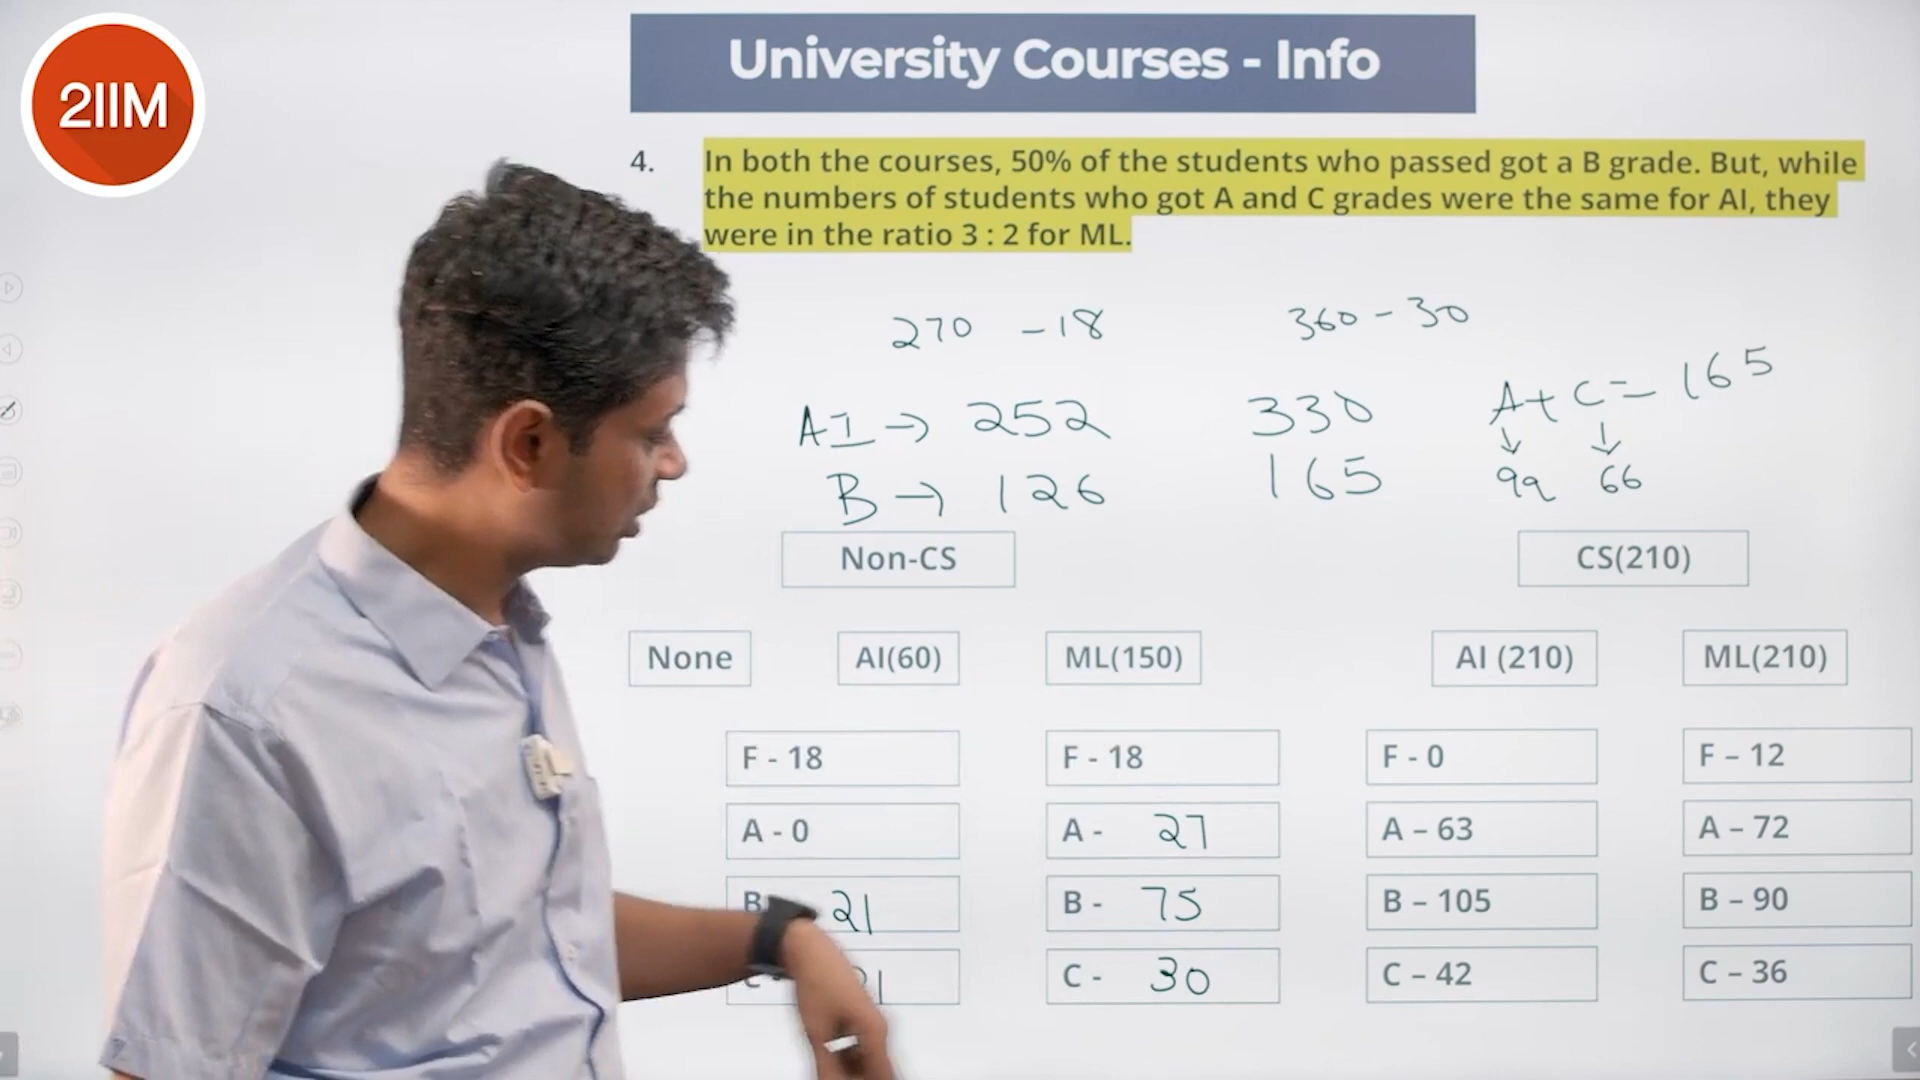 2IIM
University Courses - Info
4. In both the courses, 50% of the students who passed got a B grade. But, while
the numbers of students who got A and C grades were the same for AI, they
were in the ratio 3 : 2 for ML.
270 - 18 360 - 30
AI → 252 330 A + C = 165
B → 126 165 99 66
Non-CS CS(210)
None AI(60) ML(150) AI (210) ML(210)
F - 18 F - 18 F - 0 F – 12
A - 0 A - 27 A – 63 A – 72
B 21 B - 75 B – 105 B – 90
C - 30 C – 42 C – 36